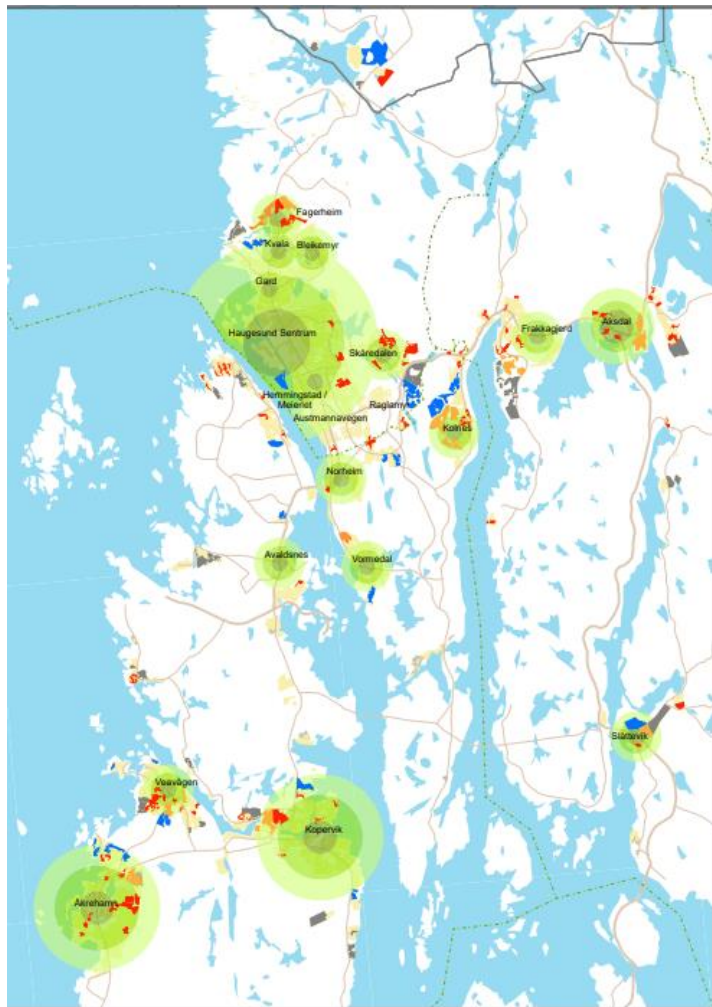 Fagerheim
Kvala
Bleikemyr
Gard
Haugesund Sentrum
Skåredalen
Frakkagjerd
Aksdal
Hemmingstad /
Meieriet
Raglamyr
Austmannavegen
Kolnes
Norheim
Avaldsnes
Vormedal
Slåttevik
Veavågen
Kopervik
Åkrehamn